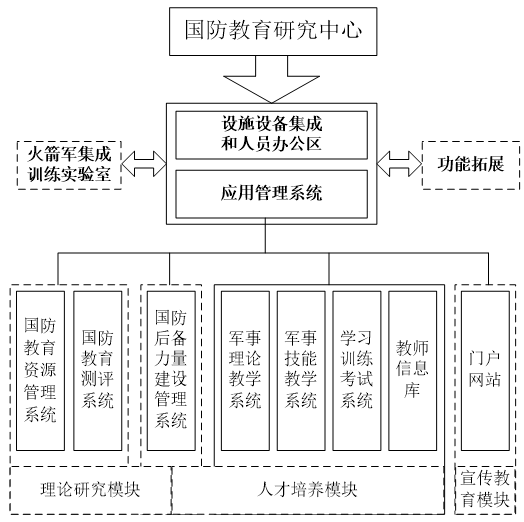 国防教育研究中心
设施设备集成
和人员办公区
火箭军集成
训练实验室
功能拓展
应用管理系统
国防
教育
资源
管理
系统
国防
教育
测评
系统
国防
后备
力量
建设
管理
系统
军事
理论
教学
系统
军事
技能
教学
系统
学习
训练
考试
系统
教师
信息
库
门户
网站
理论研究模块
人才培养模块
宣传教
育模块